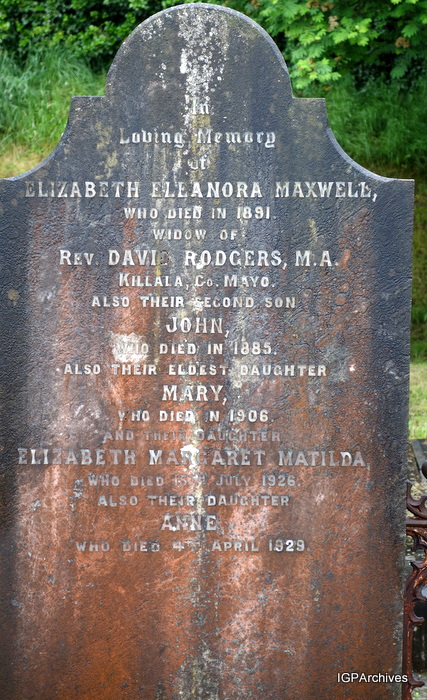 In
Loving Memory
of
ELIZABETH ELEANORA MAXWELL,
WHO DIED IN 1891.
WIDOW OF
REV. DAVID RODGERS, M.A.
KILLALA, CO. MAYO.
ALSO THEIR SECOND SON
JOHN,
WHO DIED IN 1885.
ALSO THEIR ELDEST DAUGHTER
MARY,
WHO DIED IN 1906.
AND THEIR DAUGHTER
ELIZABETH MARGARET MATILDA,
WHO DIED JULY 1926.
ALSO THEIR DAUGHTER
ANNE
WHO DIED 4TH APRIL 1929.
IGPArchives